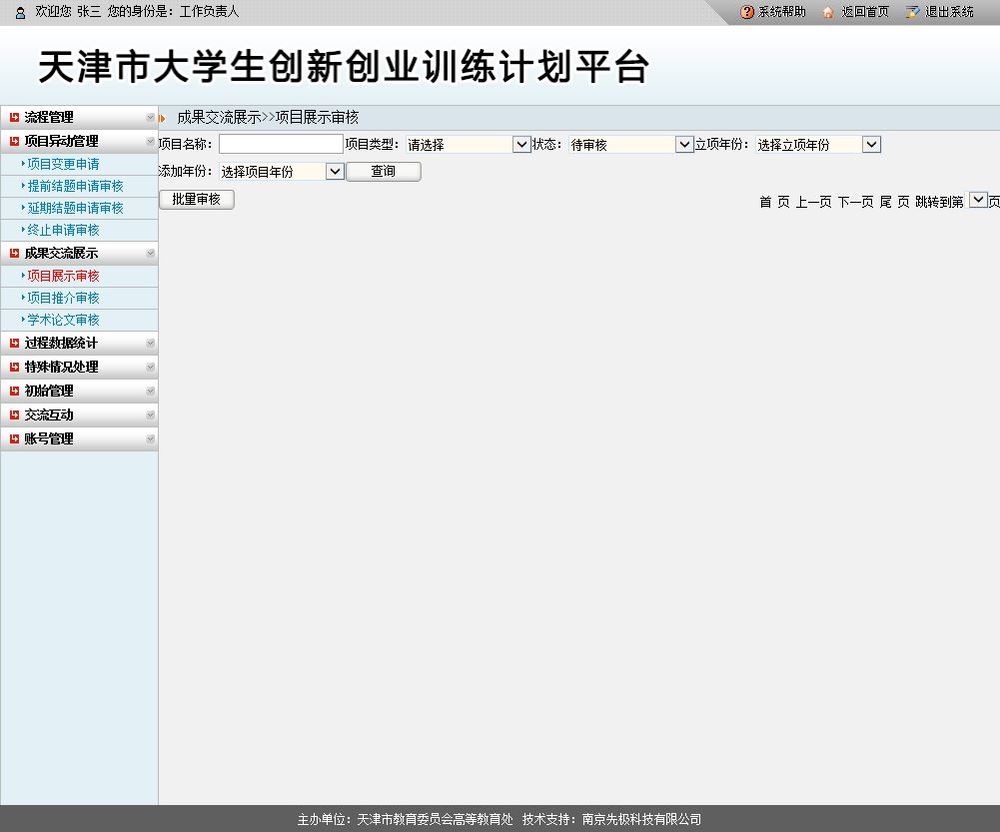 欢迎您 张三 您的身份是：工作负责人
系统帮助 返回首页 退出系统
天津市大学生创新创业训练计划平台
流程管理
项目异动管理
项目变更申请
提前结题申请审核
延期结题申请审核
终止申请审核
成果交流展示
项目展示审核
项目推介审核
学术论文审核
过程数据统计
特殊情况处理
初始管理
交流互动
账号管理
成果交流展示>>项目展示审核
项目名称： 项目类型： 请选择 状态： 待审核 立项年份： 选择立项年份
添加年份： 选择项目年份 查询
批量审核
首 页 上一页 下一页 尾 页 跳转到第 页
主办单位：天津市教育委员会高等教育处 技术支持：南京先极科技有限公司